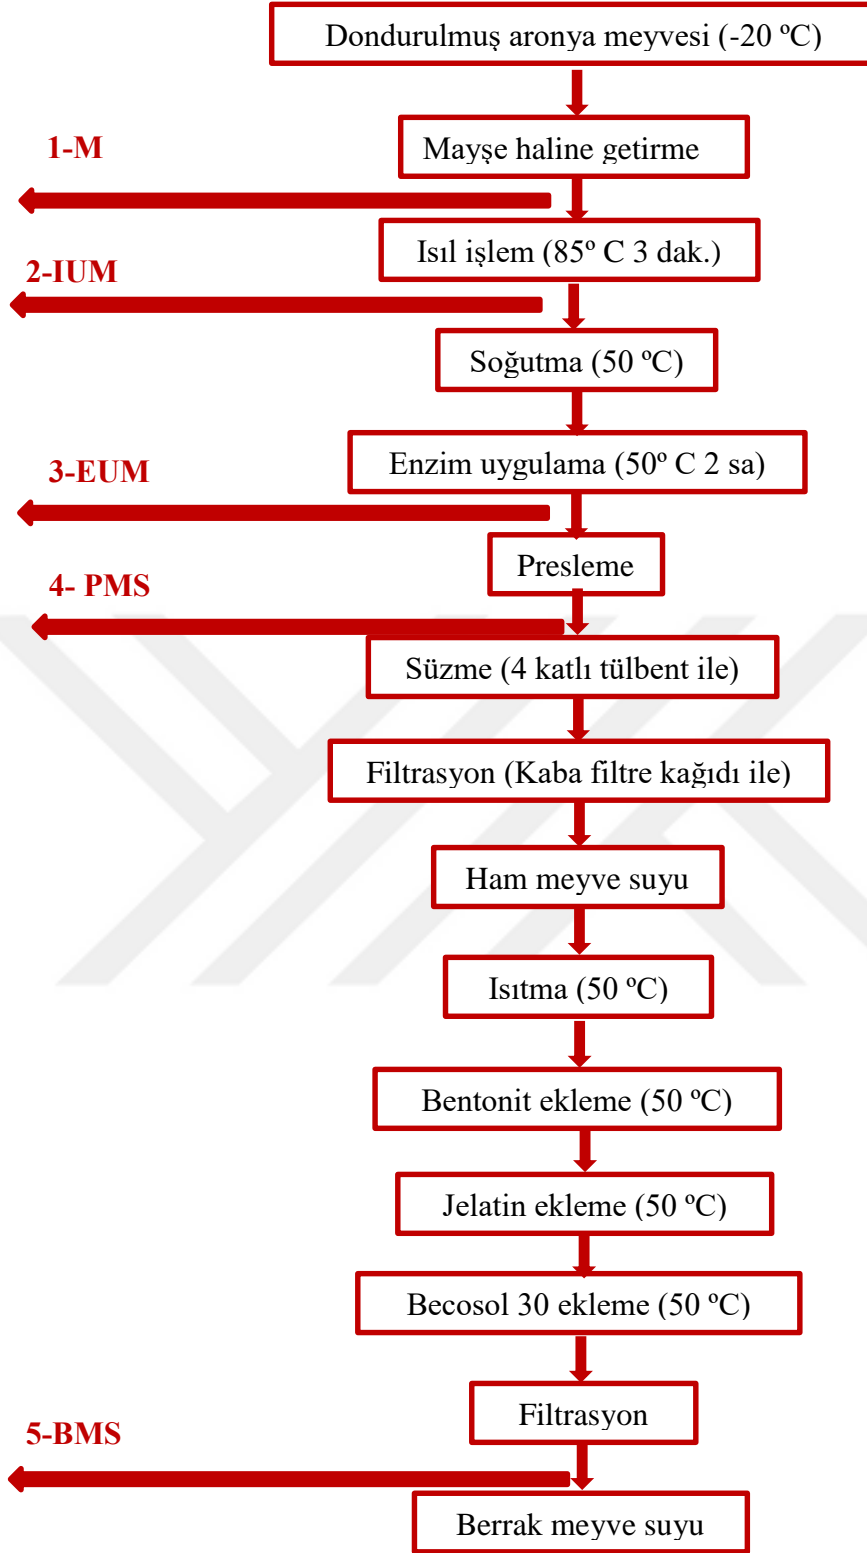 Dondurulmuş aronya meyvesi (-20 ºC)
1-M
Mayşe haline getirme
Isıl işlem (85º C 3 dak.)
2-IUM
Soğutma (50 ºC)
Enzim uygulama (50º C 2 sa)
3-EUM
Presleme
4- PMS
Süzme (4 katlı tülbent ile)
Filtrasyon (Kaba filtre kağıdı ile)
Ham meyve suyu
Isıtma (50 ºC)
Bentonit ekleme (50 ºC)
Jelatin ekleme (50 ºC)
Becosol 30 ekleme (50 ºC)
Filtrasyon
5-BMS
Berrak meyve suyu